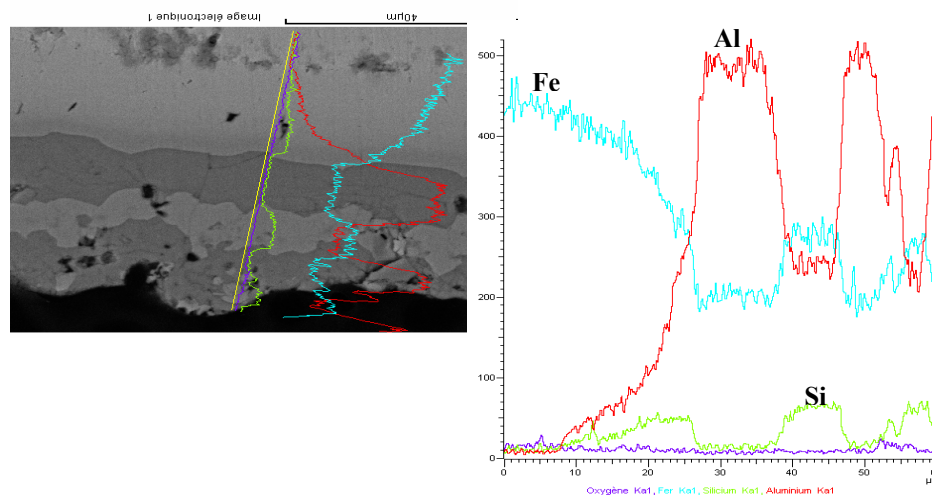 Image électronique 1
40µm
Al
Fe
Si
500
400
300
200
100
0
0 10 20 30 40 50 µ
Oxygène Ka1, Fer Ka1, Silicium Ka1, Aluminium Ka1